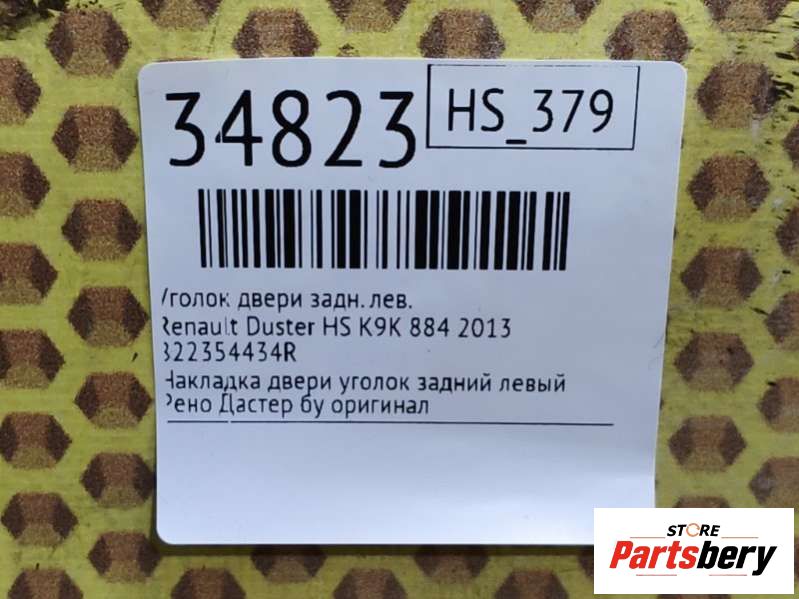 34823
HS_379
Уголок двери задн. лев.
Renault Duster HS K9K 884 2013
822354434R
Накладка двери уголок задний левый
Рено Дастер бу оригинал
STORE
Partsbery